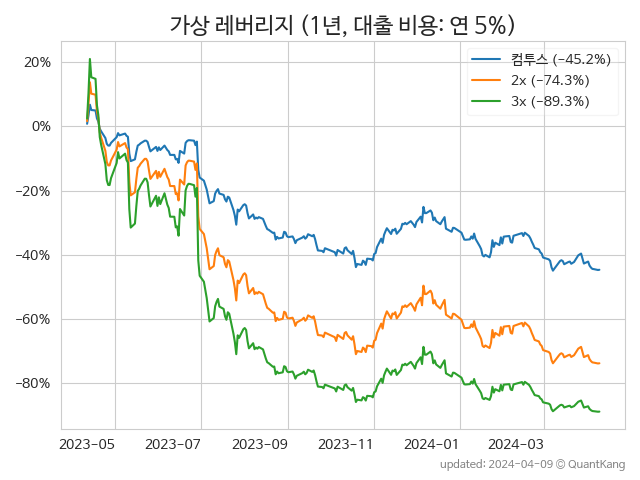 가상 레버리지 (1년, 대출 비용: 연 5%)
컴투스 (−45.2%)
2x (−74.3%)
3x (−89.3%)
20%
0%
−20%
−40%
−60%
−80%
2023-05 2023-07 2023-09 2023-11 2024-01 2024-03
updated: 2024-04-09 © QuantKang